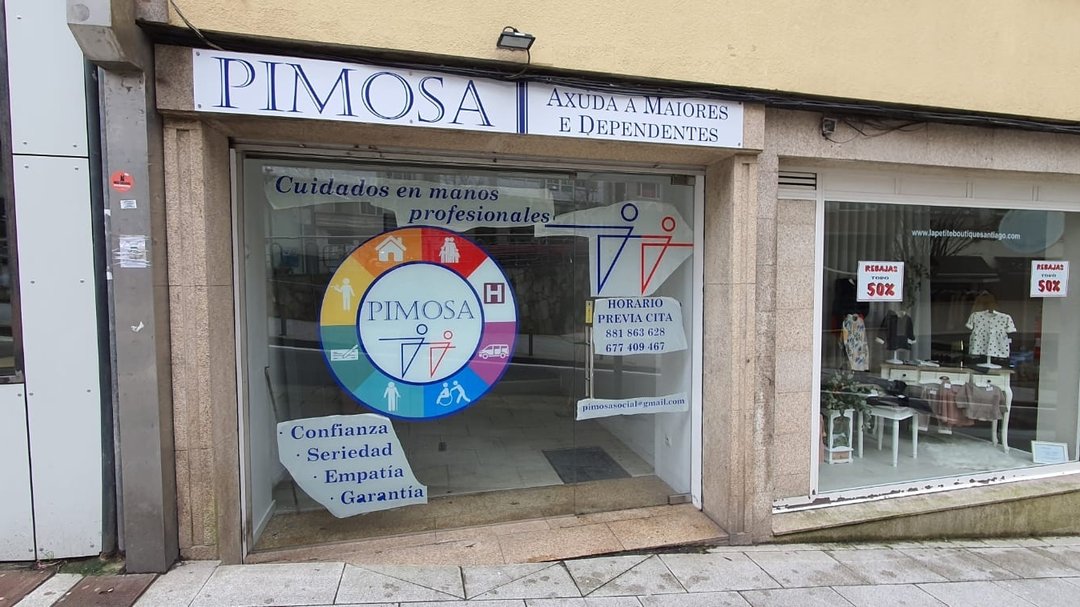 PIMOSA
AXUDA A MAIORES
E DEPENDENTES
Cuidados en manos
profesionales
H
PIMOSA
HORARIO
PREVIA CITA
881 863 628
677 409 467
pimosasocial@gmail.com
· Confianza
· Seriedad
· Empatía
· Garantía
www.lapetiteboutiquesantiago.com
REBAJAS
TODO
50%
REBAJAS
TODO
50%